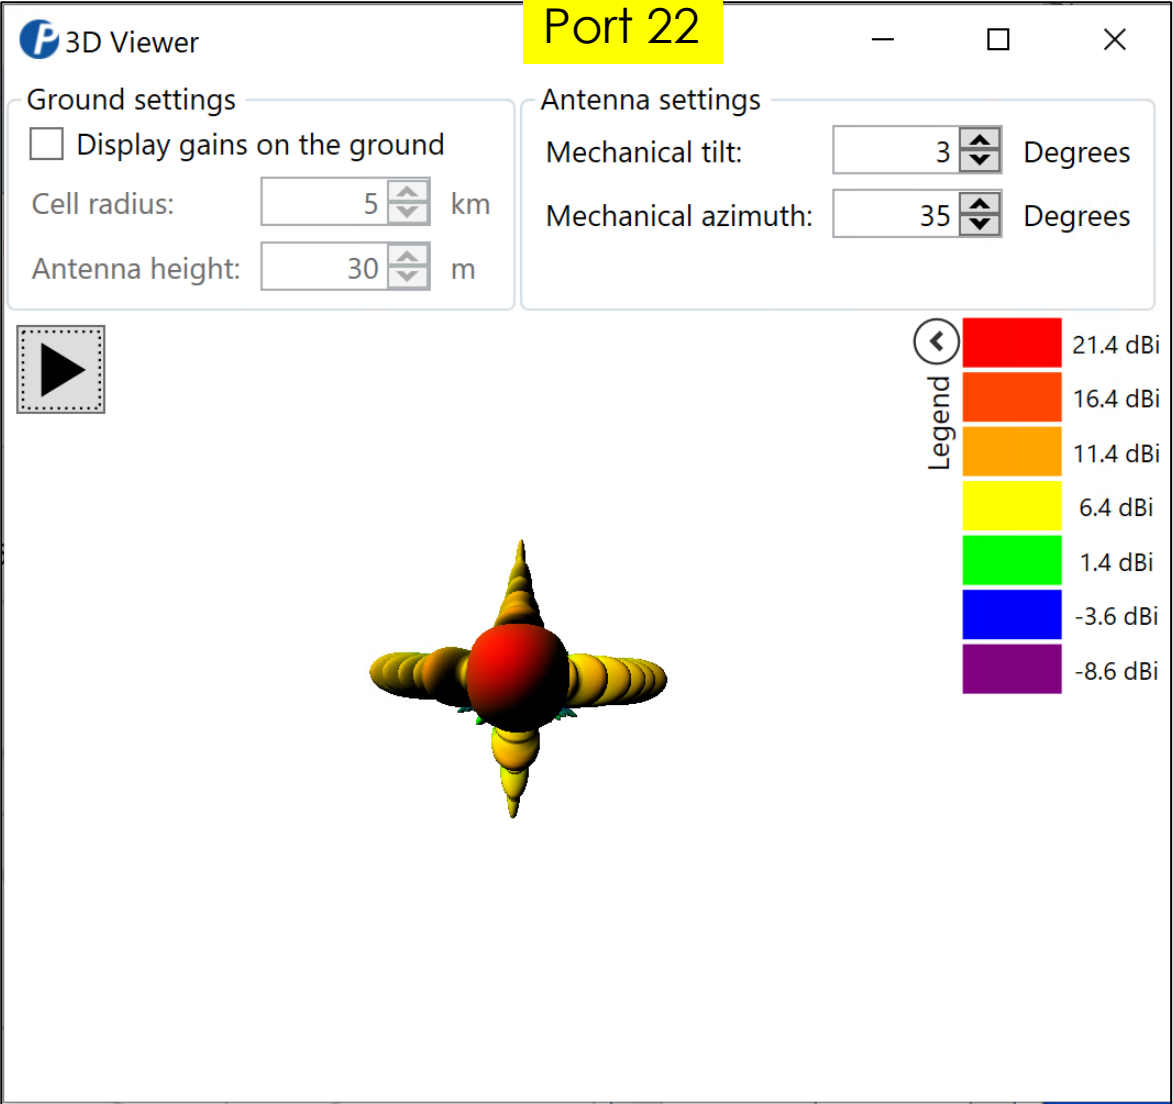 Port 22
3D Viewer
Ground settings
Display gains on the ground
Cell radius: 5 km
Antenna height: 30 m
Antenna settings
Mechanical tilt: 3 Degrees
Mechanical azimuth: 35 Degrees
Legend
21.4 dBi
16.4 dBi
11.4 dBi
6.4 dBi
1.4 dBi
-3.6 dBi
-8.6 dBi